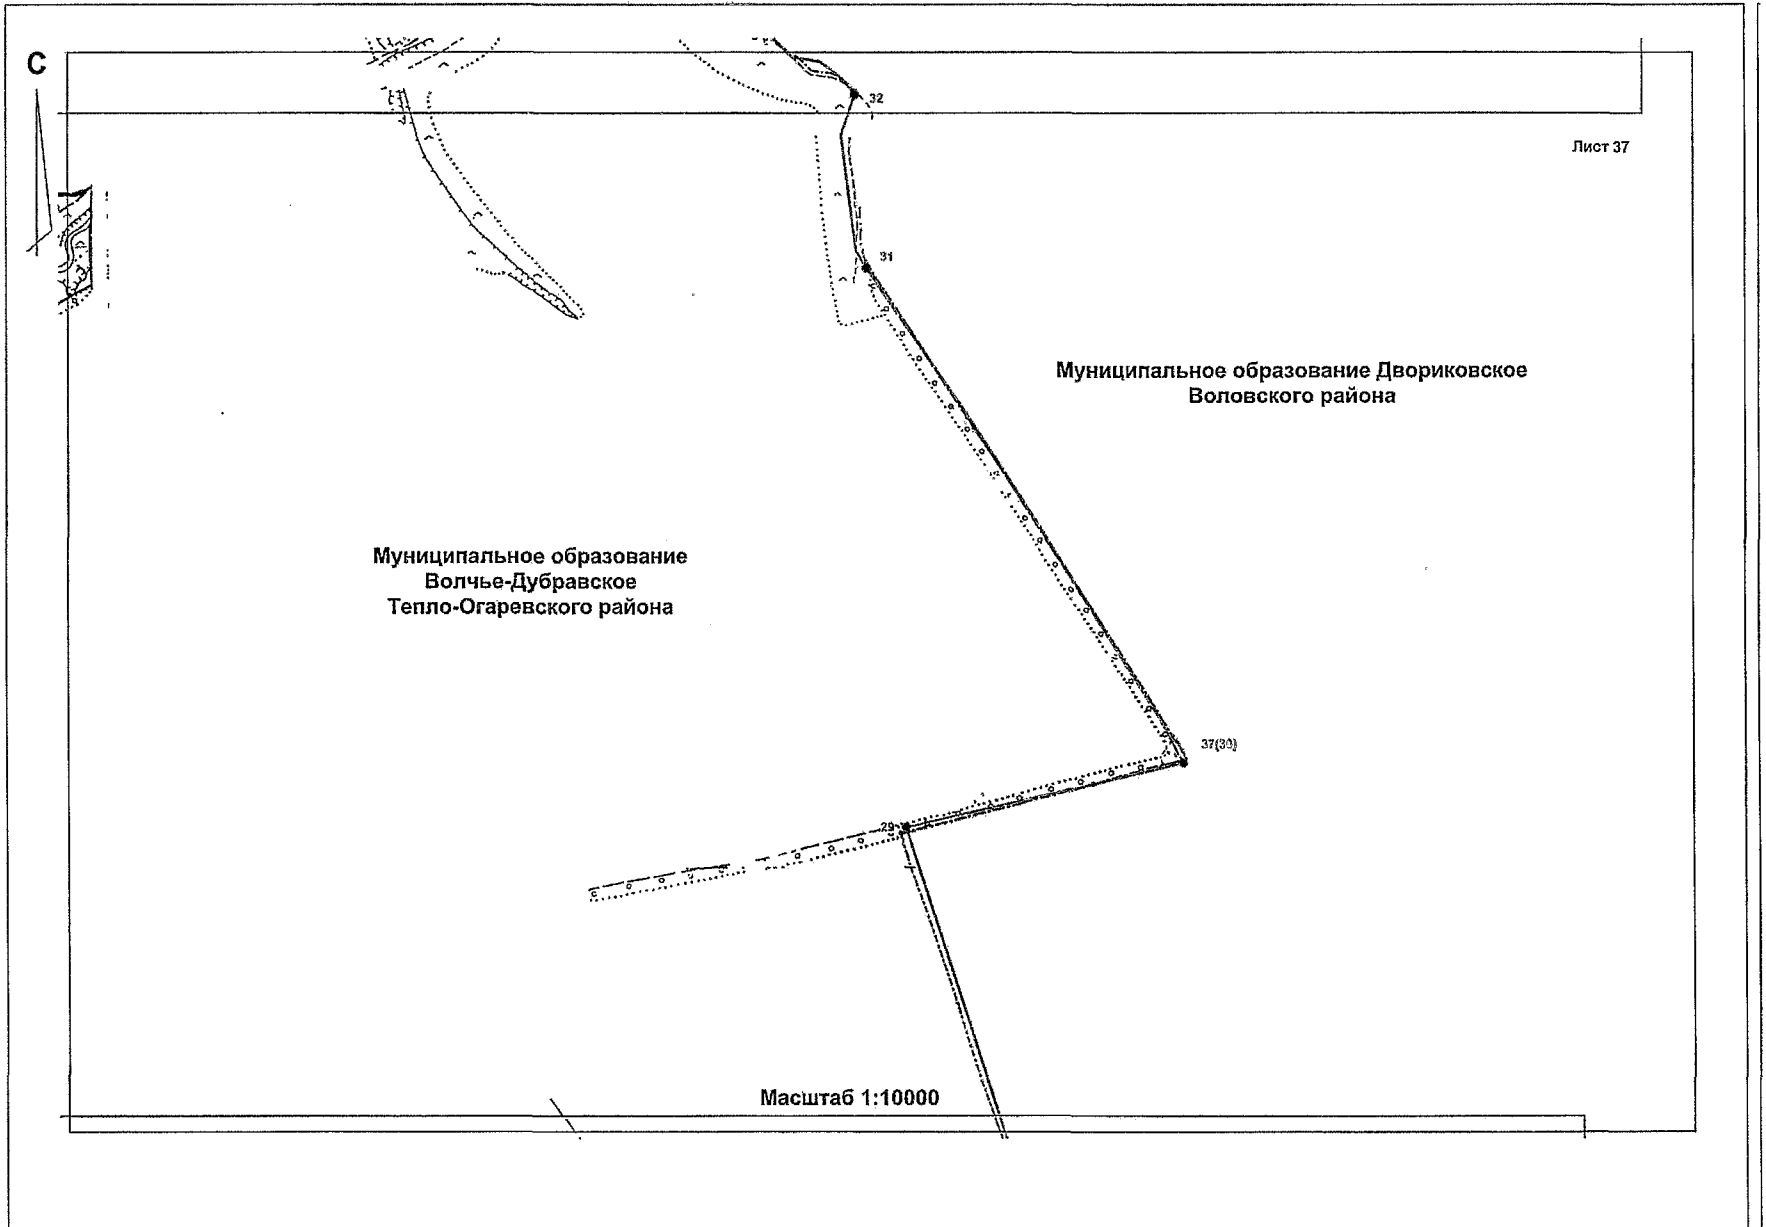 С
32
Лист 37
31
Муниципальное образование Двориковское
Воловского района
Муниципальное образование
Волчье-Дубравское
Тепло-Огаревского района
37(30)
29
Масштаб 1:10000